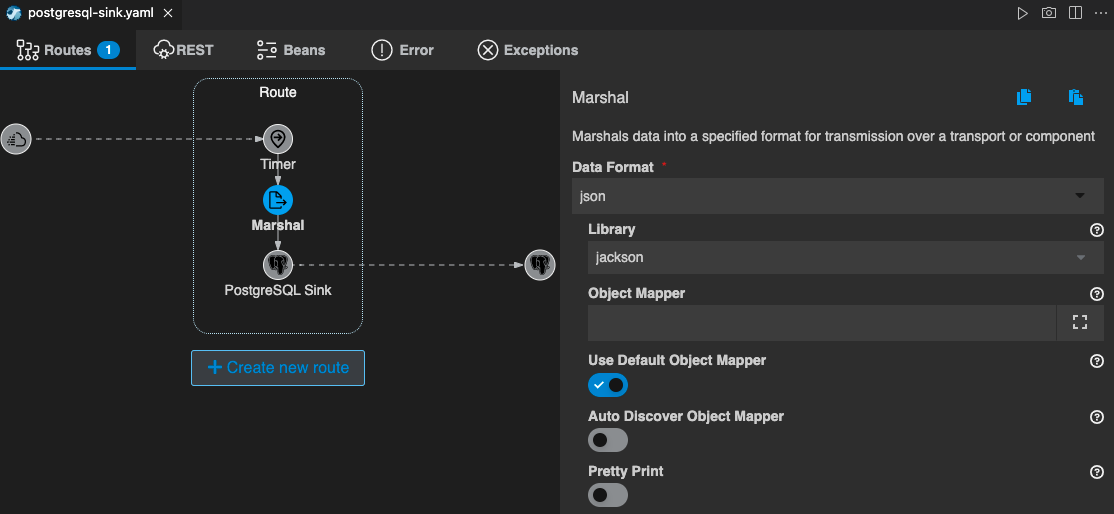 postgresql-sink.yaml
Routes 1
REST
Beans
Error
Exceptions
Route
Timer
Marshal
PostgreSQL Sink
Create new route
Marshal
Marshals data into a specified format for transmission over a transport or component
Data Format *
json
Library
jackson
Object Mapper
Use Default Object Mapper
Auto Discover Object Mapper
Pretty Print